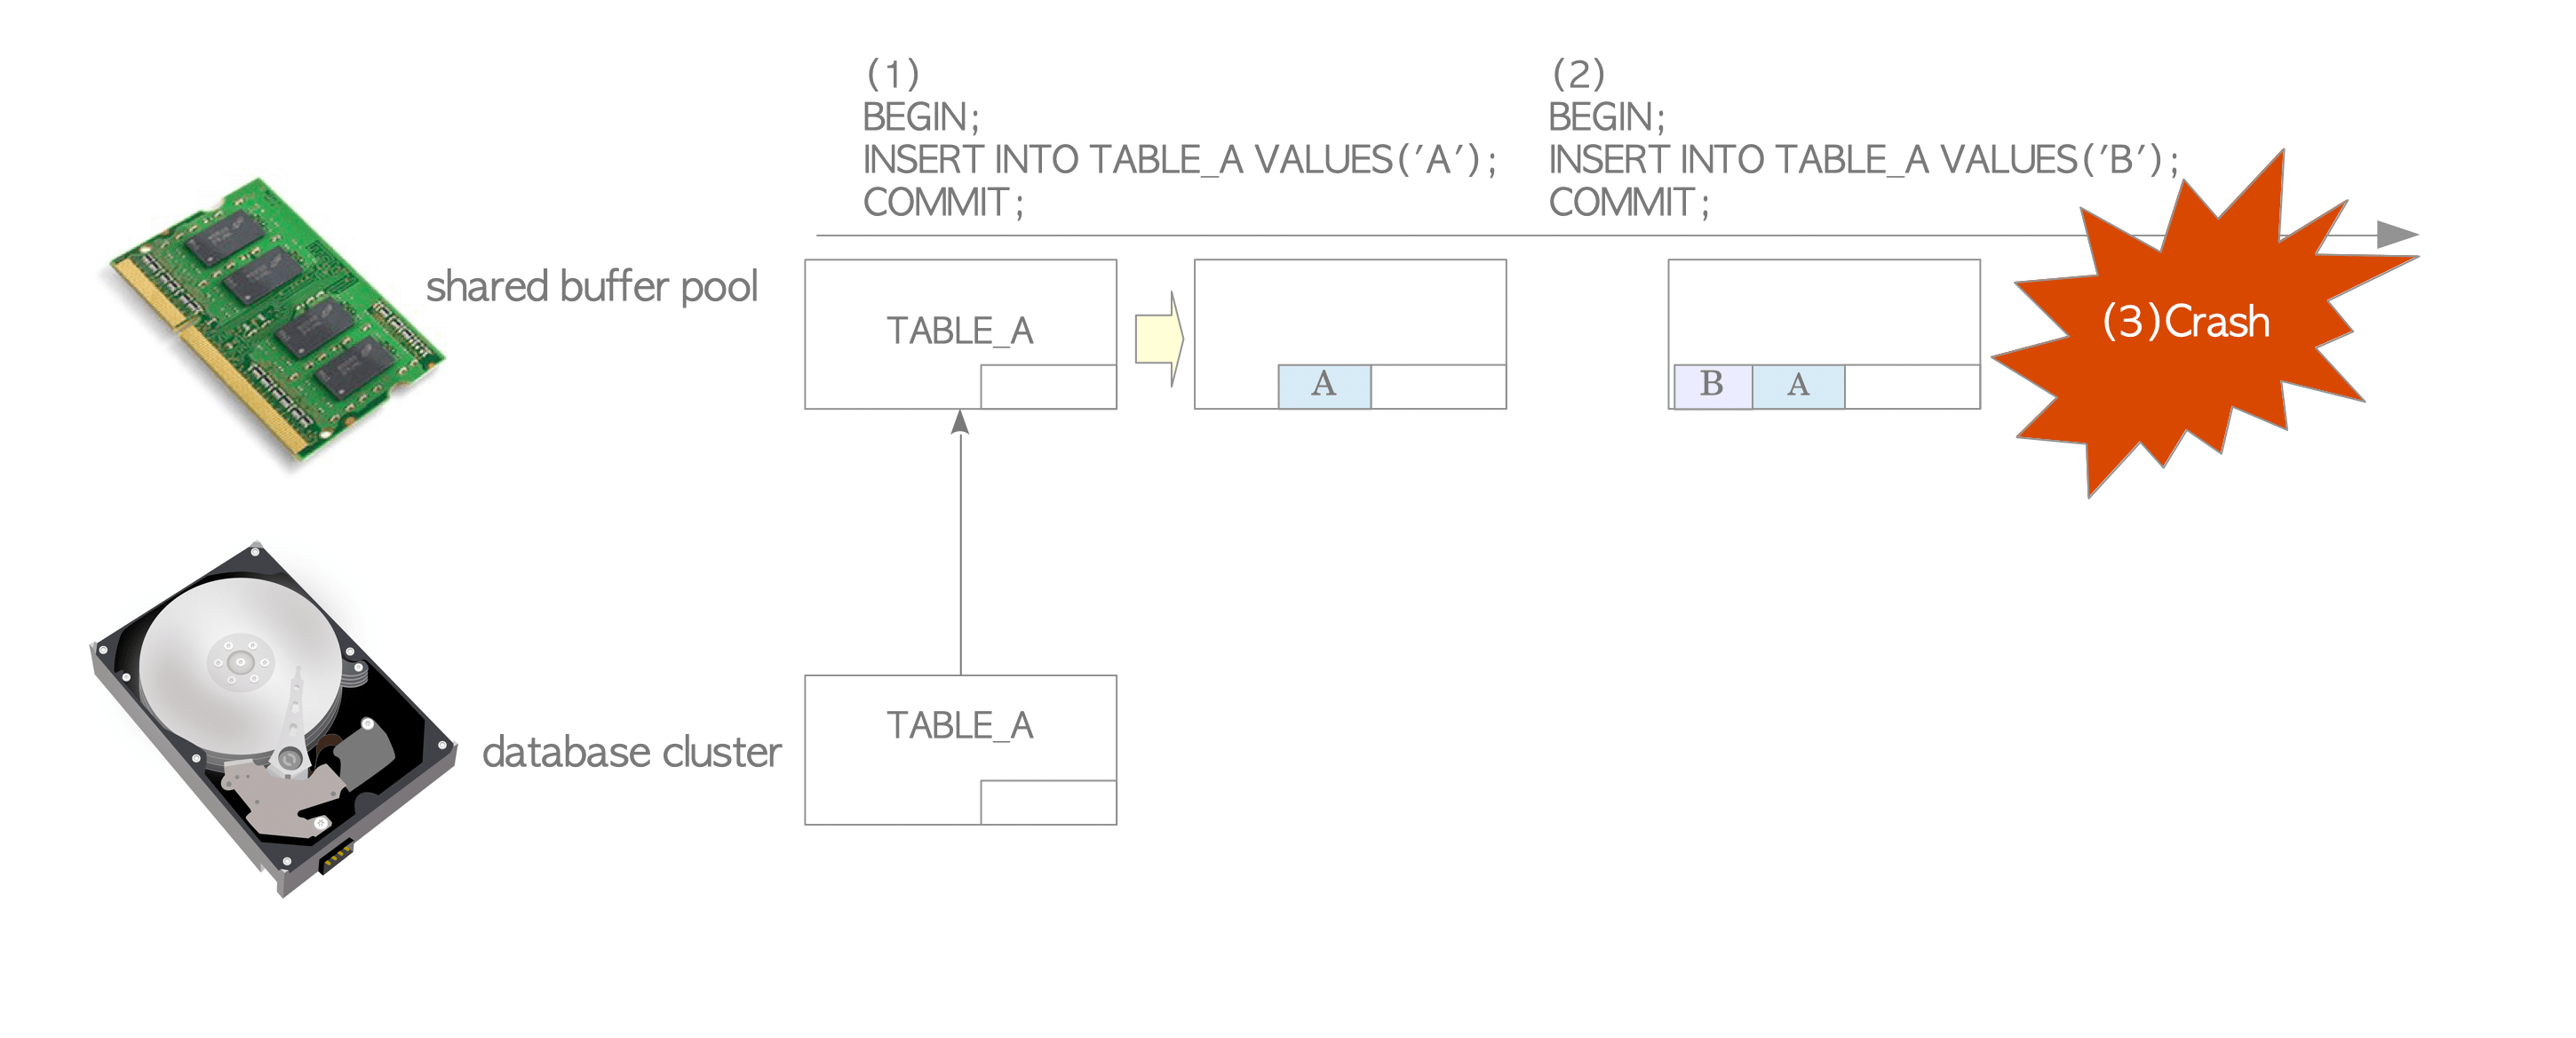 (1)
BEGIN;
INSERT INTO TABLE_A VALUES('A');
COMMIT;
(2)
BEGIN;
INSERT INTO TABLE_A VALUES('B');
COMMIT;
shared buffer pool
TABLE_A
A
B
A
(3)Crash
database cluster
TABLE_A